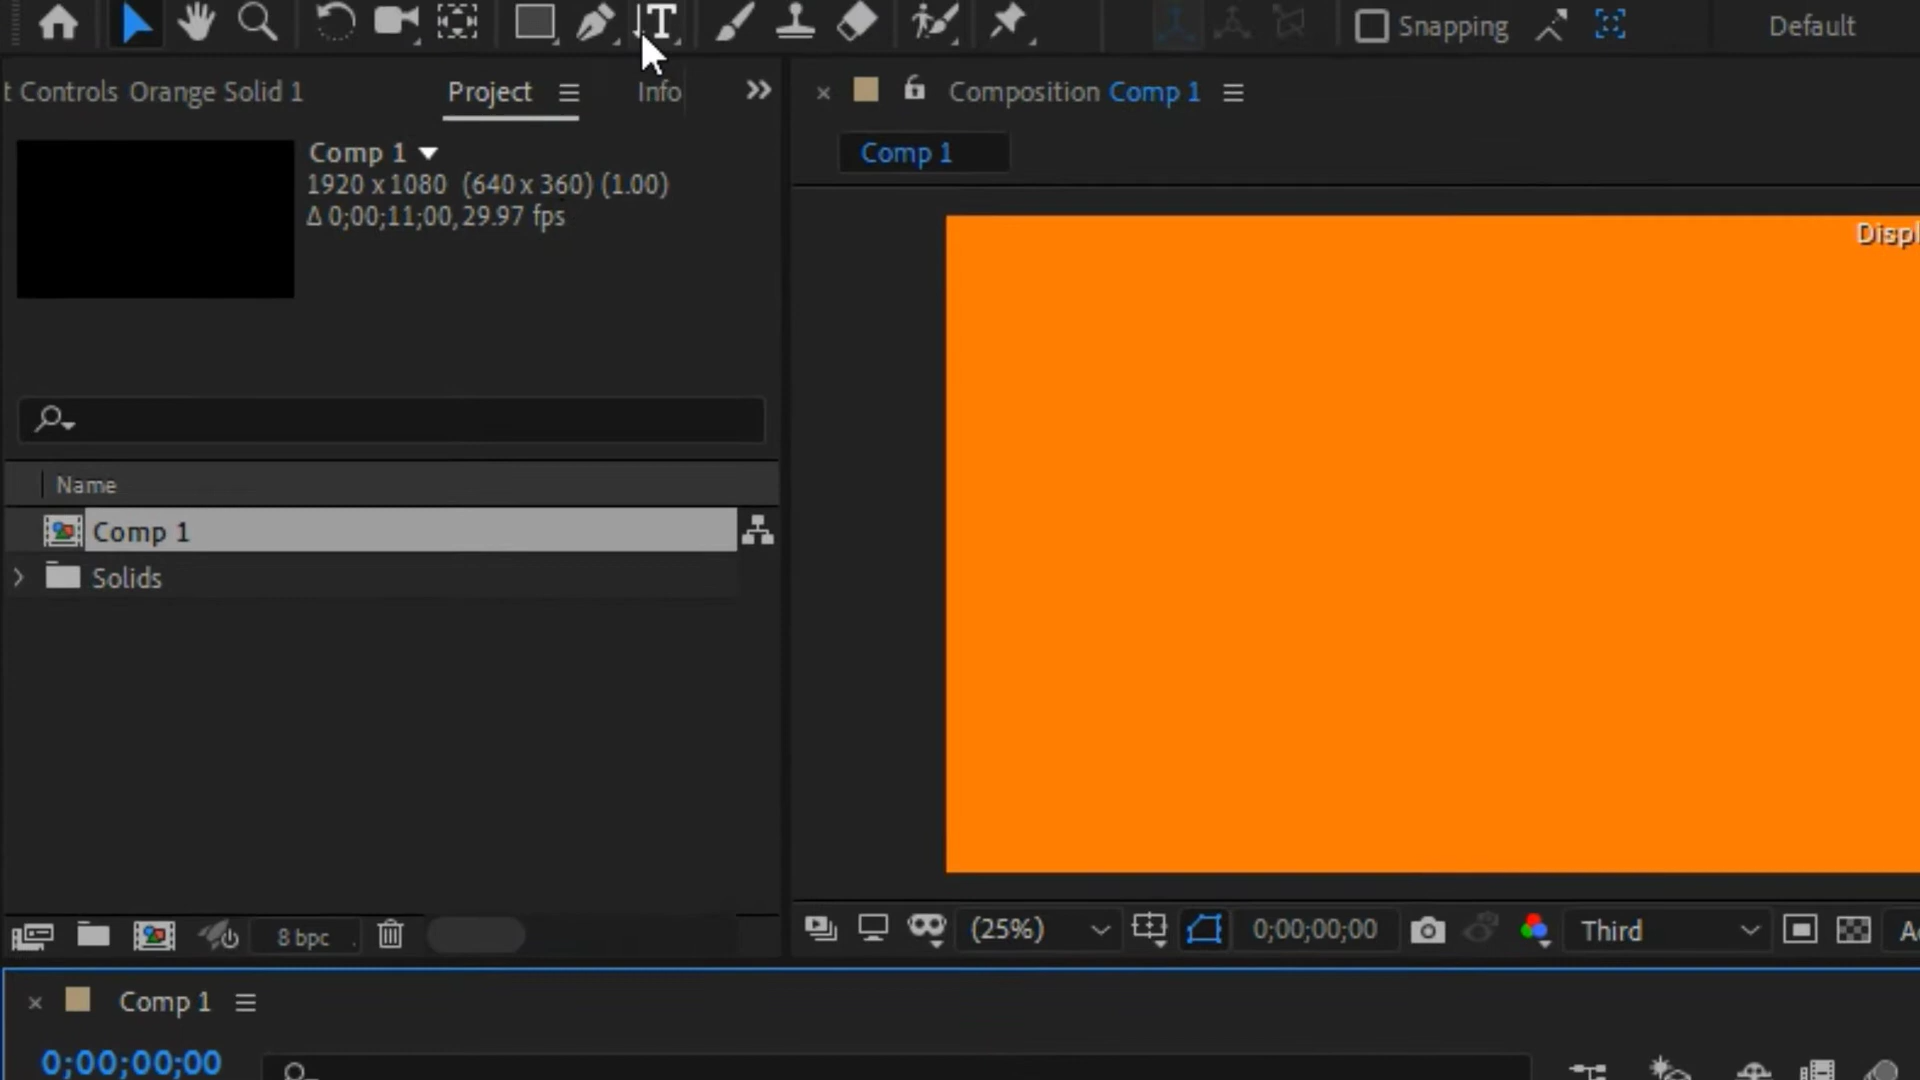 Snapping
Default
t Controls Orange Solid 1
Project
Info
Composition Comp 1
Comp 1
Comp 1
1920 x 1080 (640 x 360) (1.00)
Δ 0;00;11;00, 29.97 fps
Name
Comp 1
Solids
8 bpc
Displ
(25%)
0;00;00;00
Third
Comp 1
0;00;00;00